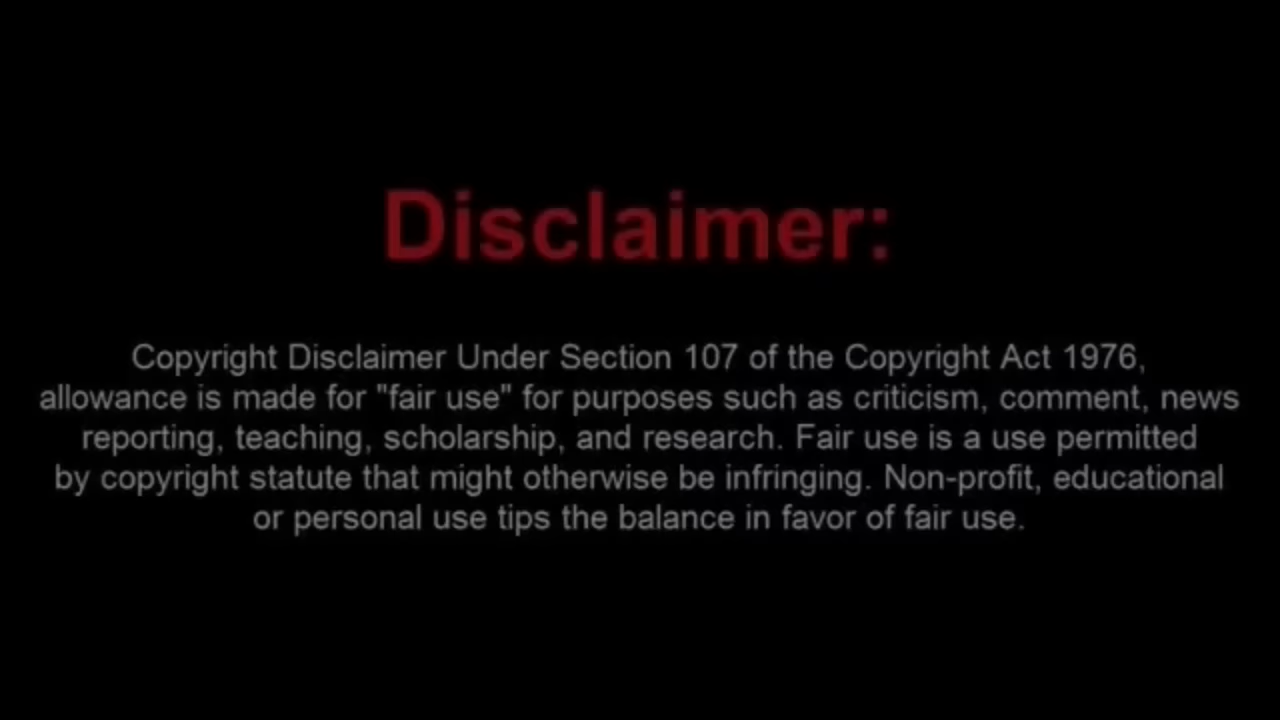 Disclaimer:
Copyright Disclaimer Under Section 107 of the Copyright Act 1976,
allowance is made for "fair use" for purposes such as criticism, comment, news
reporting, teaching, scholarship, and research. Fair use is a use permitted
by copyright statute that might otherwise be infringing. Non-profit, educational
or personal use tips the balance in favor of fair use.